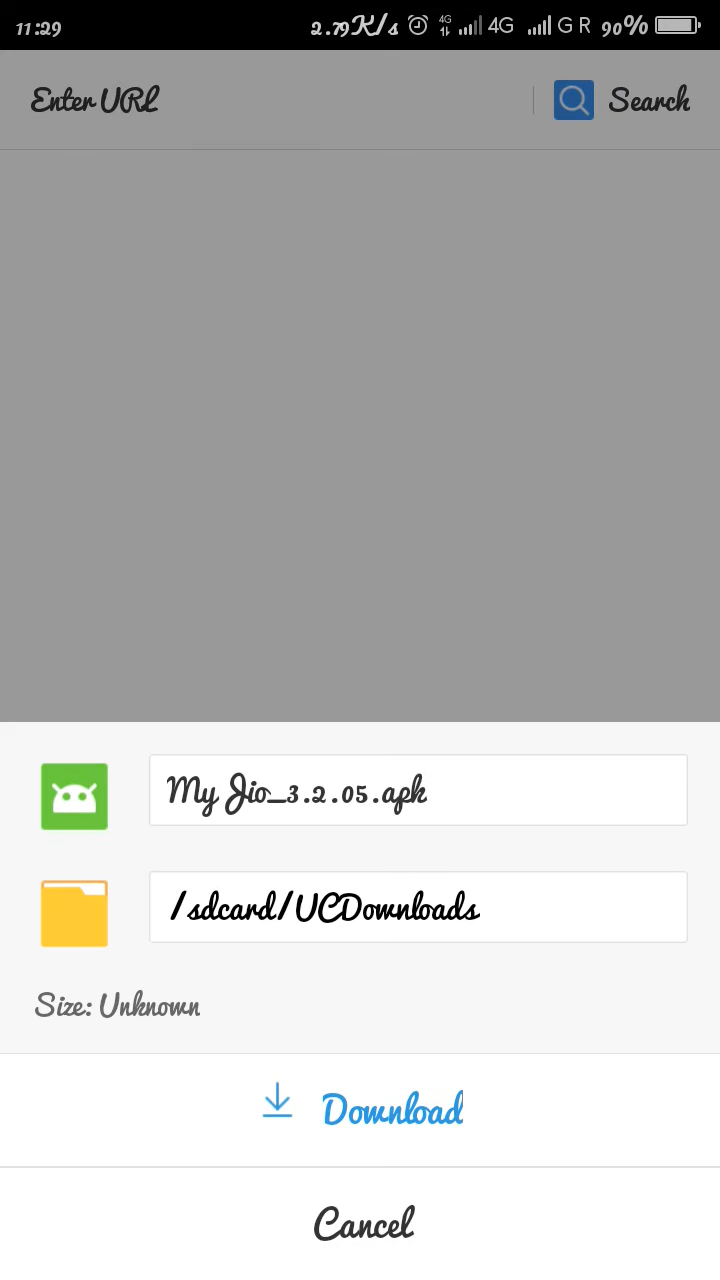 11:29 2.79K/s 4G 4G G R 90%
Enter URL Search
My Jio_3.2.05.apk
/sdcard/UCDownloads
Size: Unknown
Download
Cancel